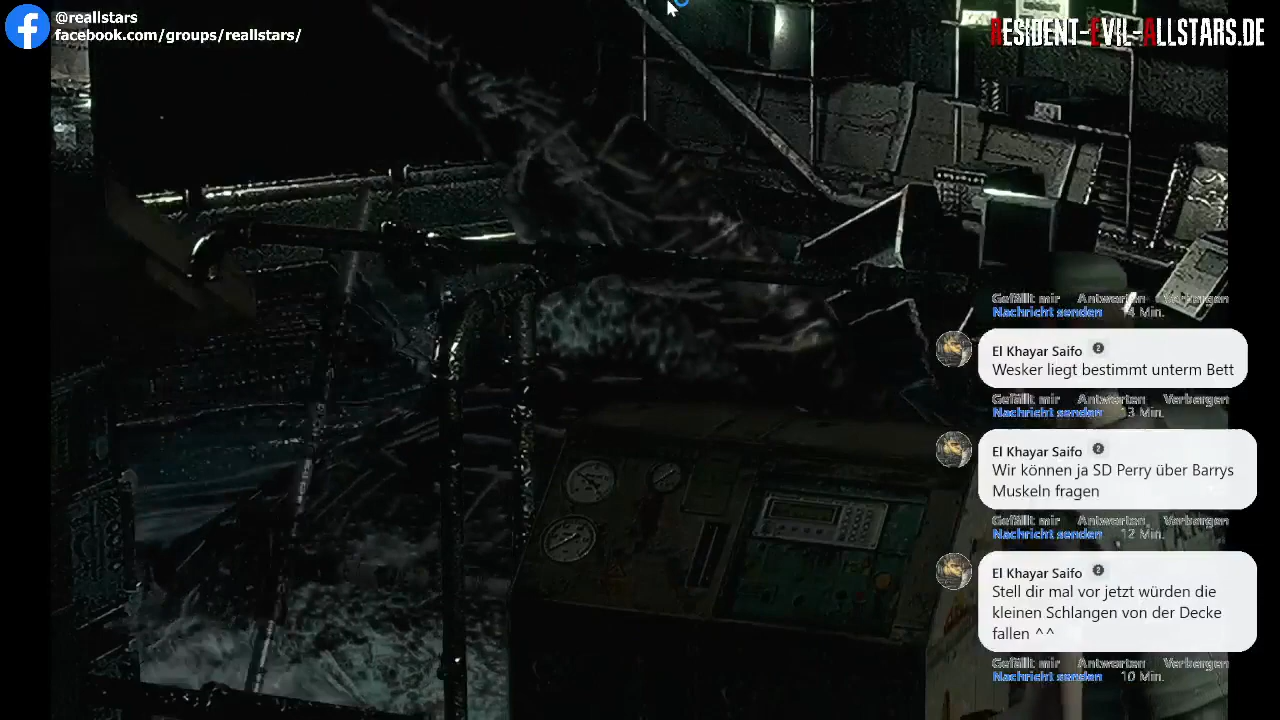 @reallstars
facebook.com/groups/reallstars/
RESIDENT-EVIL-ALLSTARS.DE
Gefällt mir Antworten Verbergen
Nachricht senden 4 Min.
El Khayar Saifo
Wesker liegt bestimmt unterm Bett
Gefällt mir Antworten Verbergen
Nachricht senden 13 Min.
El Khayar Saifo
Wir können ja SD Perry über Barrys
Muskeln fragen
Gefällt mir Antworten Verbergen
Nachricht senden 12 Min.
El Khayar Saifo
Stell dir mal vor jetzt würden die
kleinen Schlangen von der Decke
fallen ^^
Gefällt mir Antworten Verbergen
Nachricht senden 10 Min.